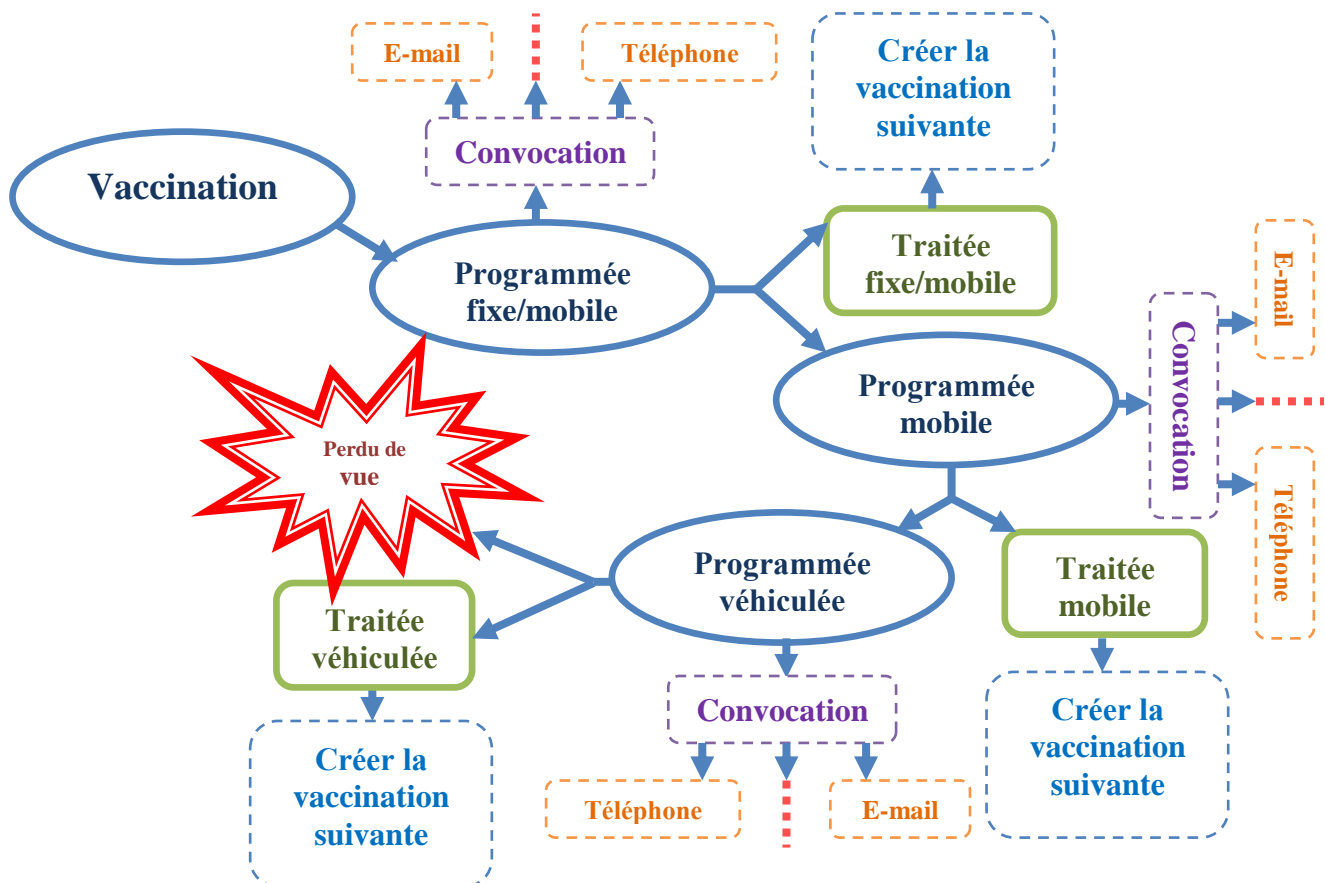 E-mail
Téléphone
Convocation
Créer la
vaccination
suivante
Vaccination
Programmée
fixe/mobile
Traitée
fixe/mobile
E-mail
Convocation
Téléphone
Programmée
mobile
Perdu de
vue
Programmée
véhiculée
Traitée
mobile
Traitée
véhiculée
Convocation
Téléphone
E-mail
Créer la
vaccination
suivante
Créer la
vaccination
suivante